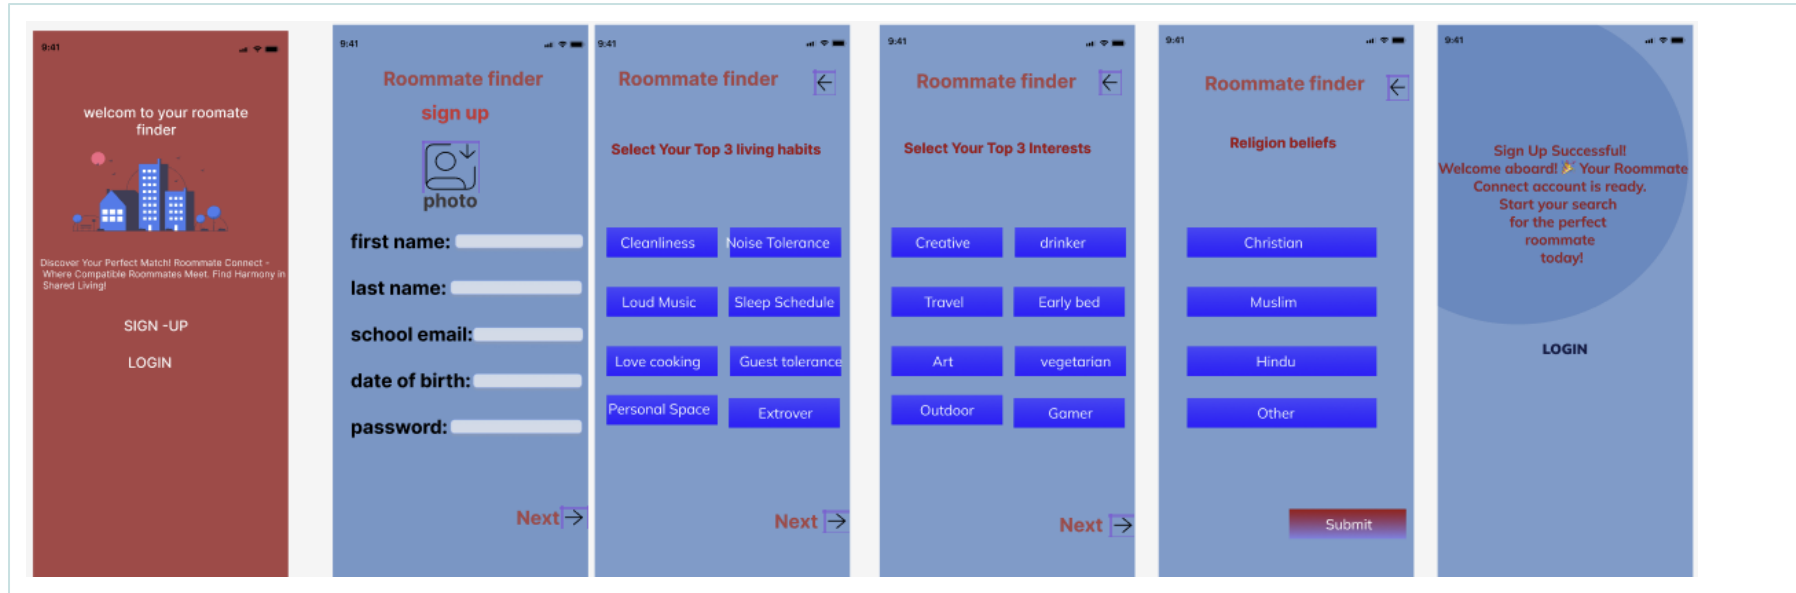 9:41
welcom to your roomate
finder
Discover Your Perfect Match! Roommate Connect -
Where Compatible Roommates Meet. Find Harmony in
Shared Living!
SIGN -UP
LOGIN
9:41
Roommate finder
sign up
photo
first name:
last name:
school email:
date of birth:
password:
Next
9:41
Roommate finder
Select Your Top 3 living habits
Cleanliness
Noise Tolerance
Loud Music
Sleep Schedule
Love cooking
Guest tolerance
Personal Space
Extrover
Next
9:41
Roommate finder
Select Your Top 3 Interests
Creative
drinker
Travel
Early bed
Art
vegetarian
Outdoor
Gamer
Next
9:41
Roommate finder
Religion beliefs
Christian
Muslim
Hindu
Other
Submit
9:41
Sign Up Successful!
Welcome aboard! 🎉 Your Roommate
Connect account is ready.
Start your search
for the perfect
roommate
today!
LOGIN